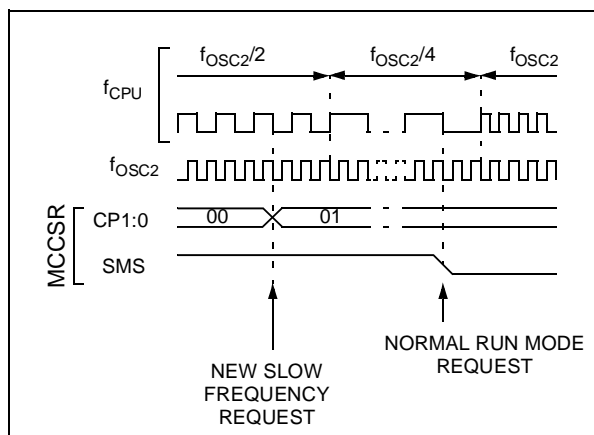 fOSC2/2
fOSC2/4
fOSC2
fCPU
fOSC2
MCCSR
CP1:0
00
01
SMS
NEW SLOW
FREQUENCY
REQUEST
NORMAL RUN MODE
REQUEST